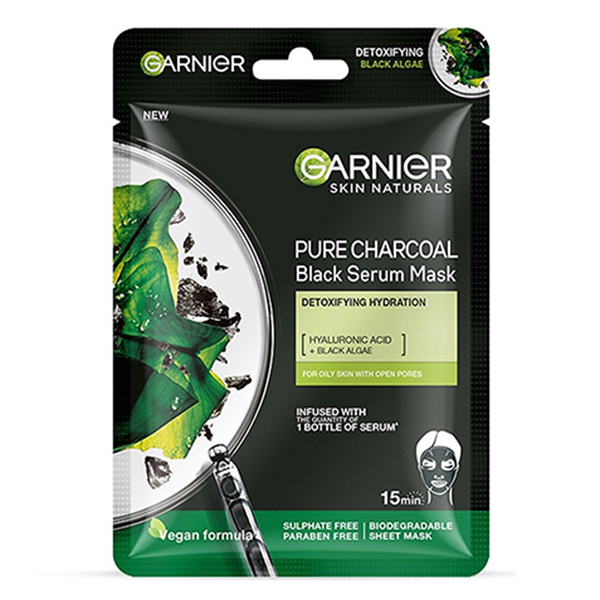 GARNIER
DETOXIFYING
BLACK ALGAE
NEW
GARNIER
SKIN NATURALS
PURE CHARCOAL
Black Serum Mask
DETOXIFYING HYDRATION
[ HYALURONIC ACID
+ BLACK ALGAE ]
FOR OILY SKIN WITH OPEN PORES
INFUSED WITH
THE QUANTITY OF
1 BOTTLE OF SERUM^
15min
Vegan formula
SULPHATE FREE
PARABEN FREE
BIODEGRADABLE
SHEET MASK